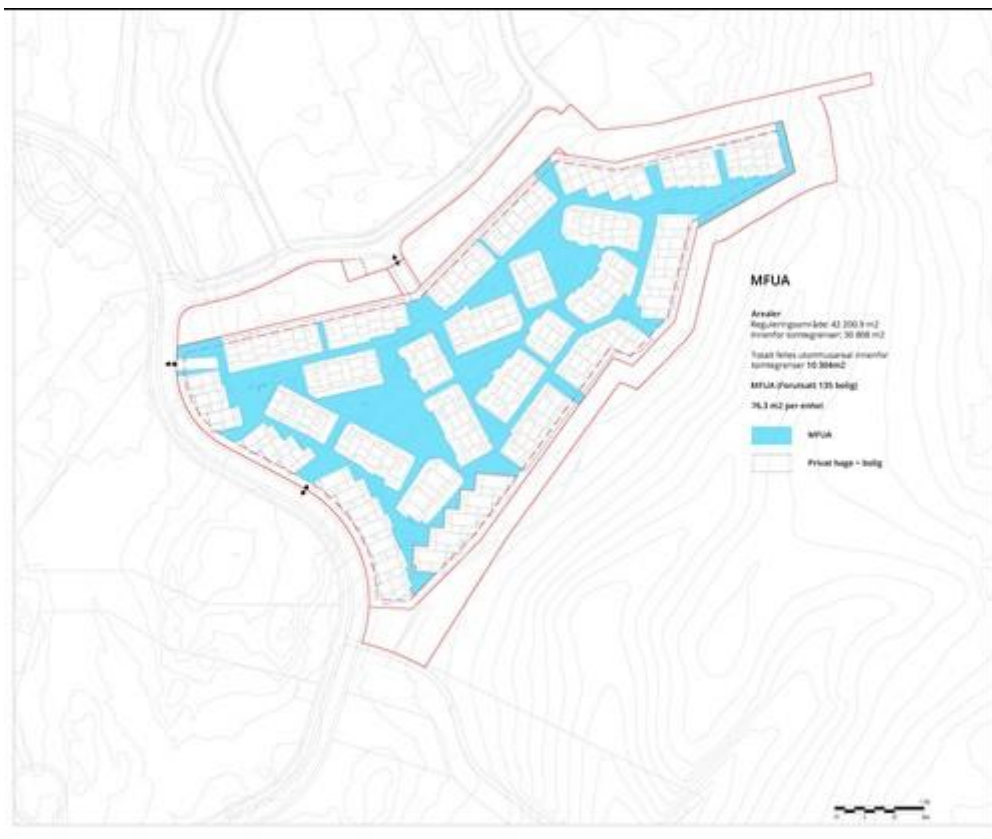 MFUA
Arealer
Reguleringsområde: 42 200.9 m2
Innenfor tomtegrenser: 30 808 m2
Totalt felles utomhusareal innenfor
tomtegrenser 10 304m2
MFUA (Forutsatt 135 bolig)
76.3 m2 per enhet
MFUA
Privat hage + bolig